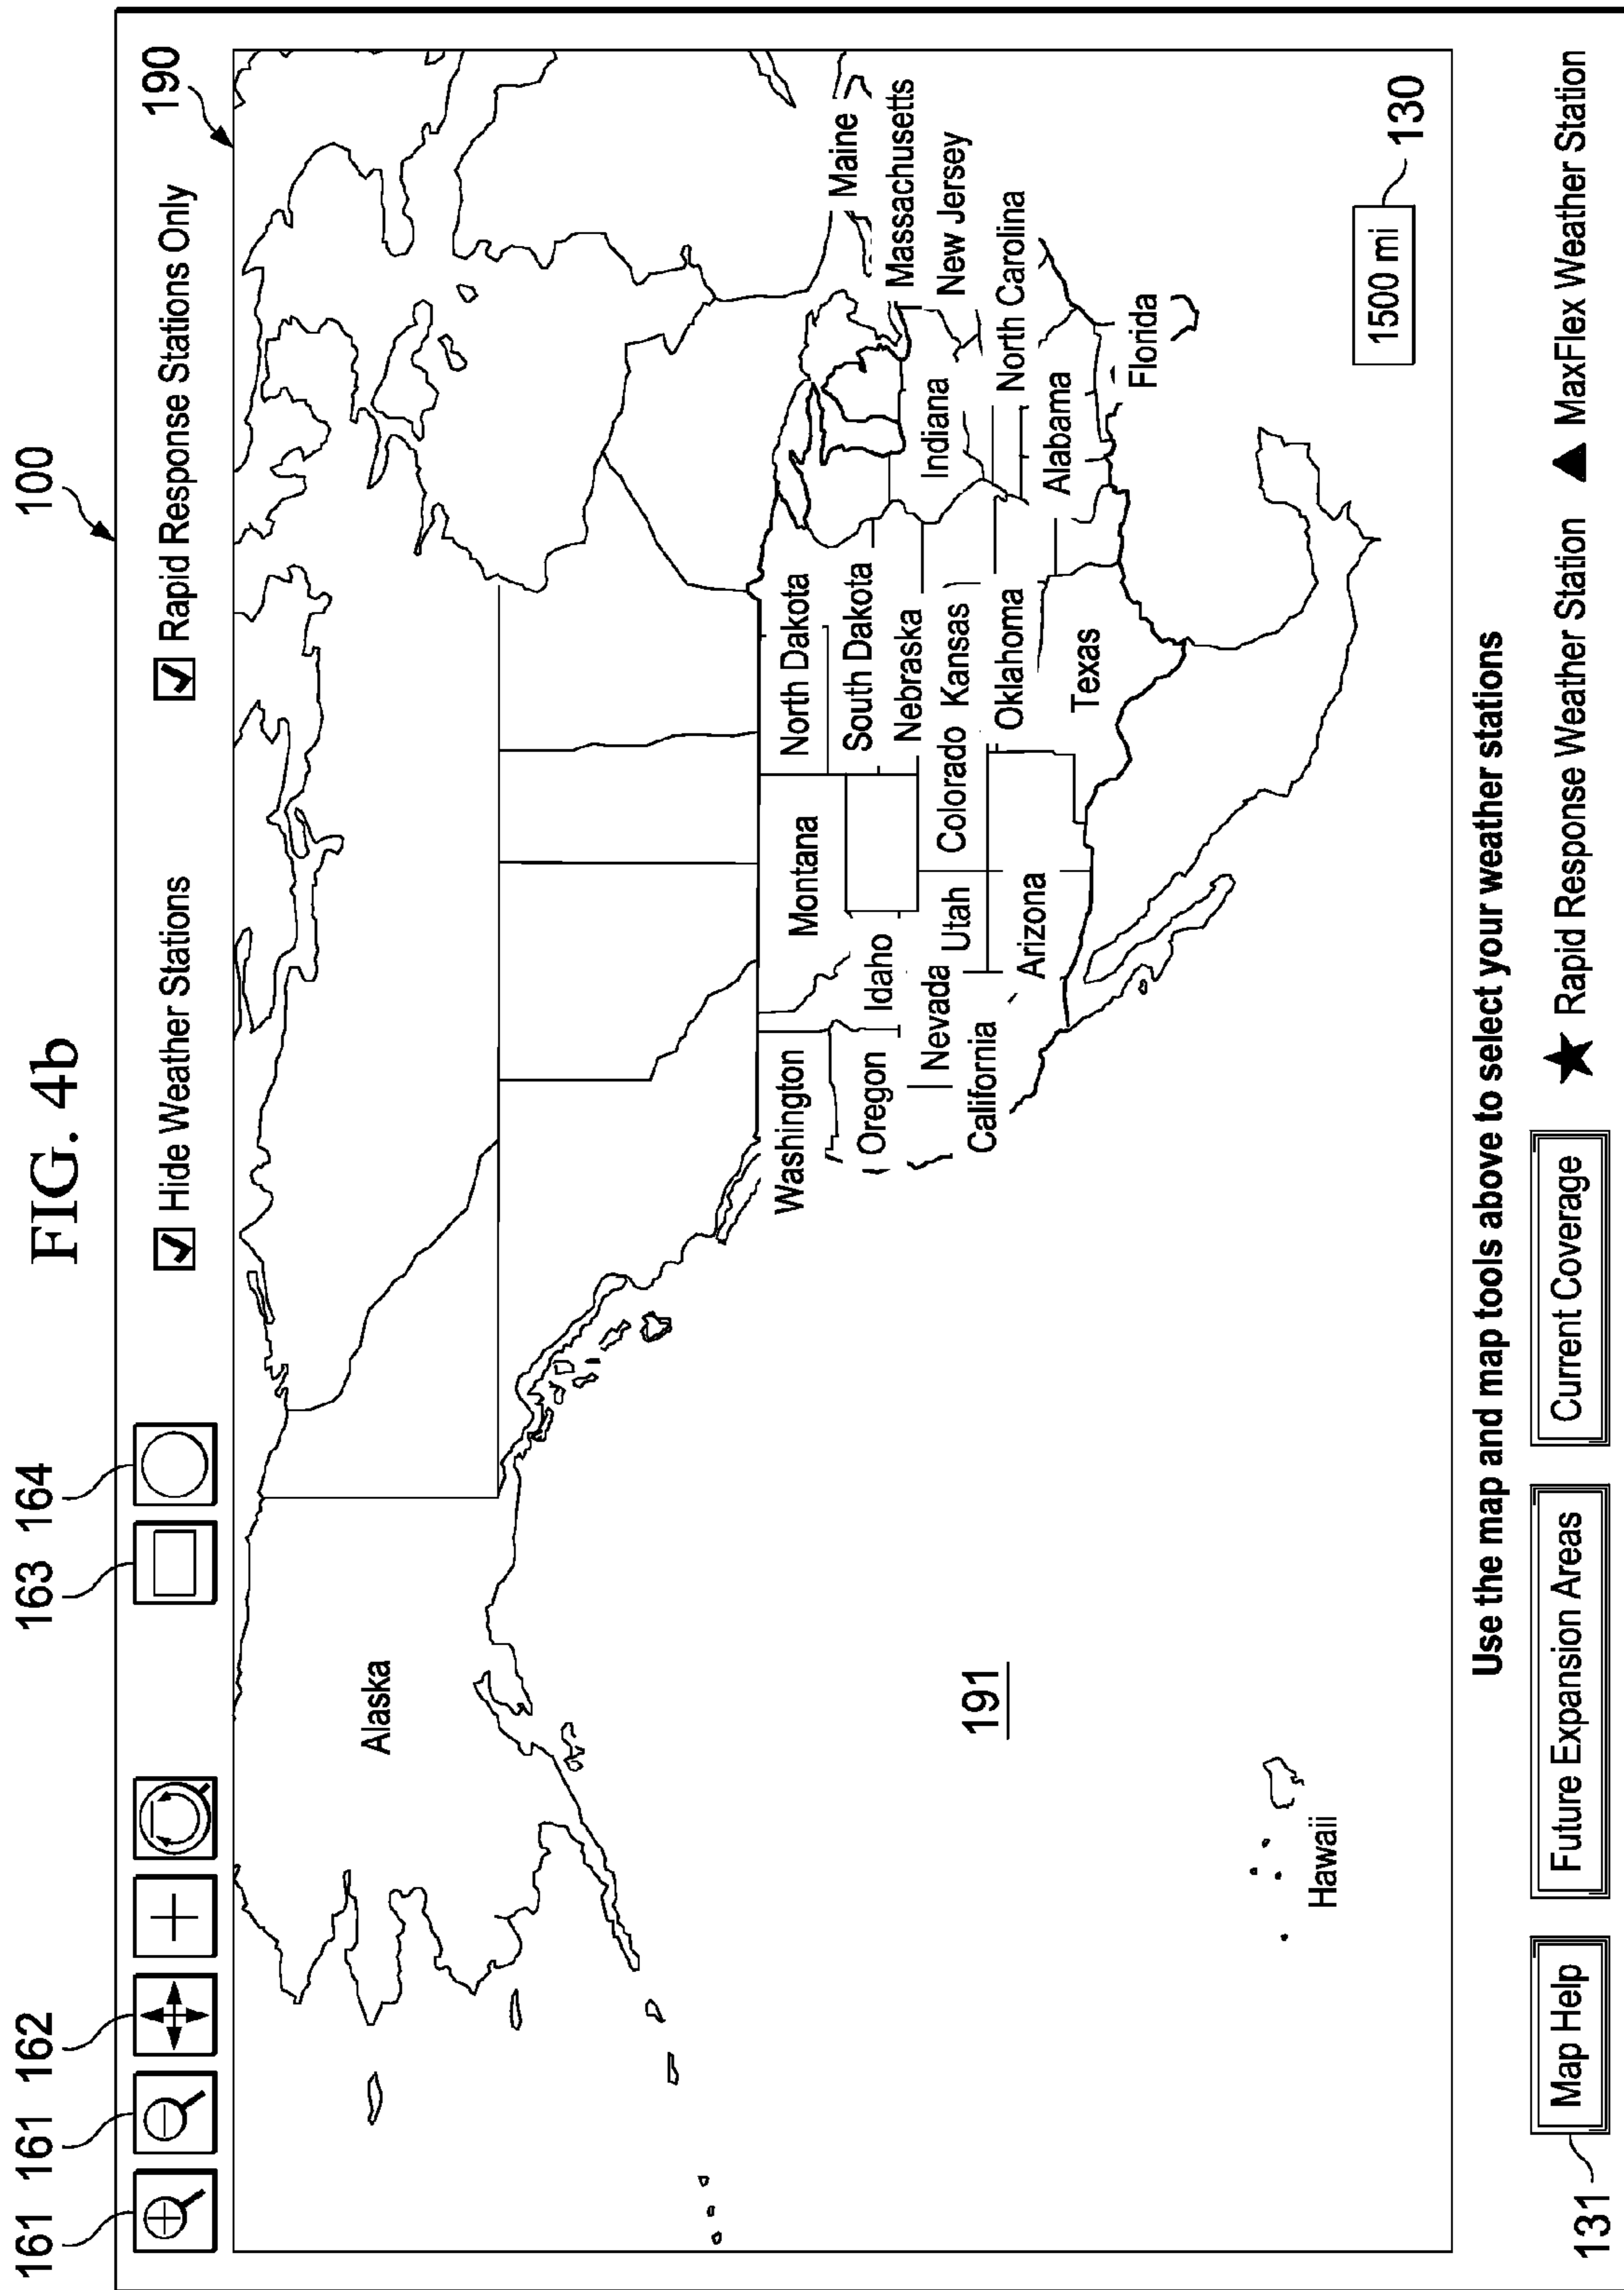 FIG. 4b
100
161 161 162 163 164
190
Hide Weather Stations
Rapid Response Stations Only
Alaska
Washington
Montana
North Dakota
Maine
Oregon
Idaho
South Dakota
Massachusetts
Nevada
Nebraska
Indiana
New Jersey
California
Utah
Colorado
Kansas
Arizona
Oklahoma
North Carolina
Texas
Alabama
Florida
191
Hawaii
1500 mi
130
Use the map and map tools above to select your weather stations
131
Map Help
Future Expansion Areas
Current Coverage
Rapid Response Weather Station
MaxFlex Weather Station